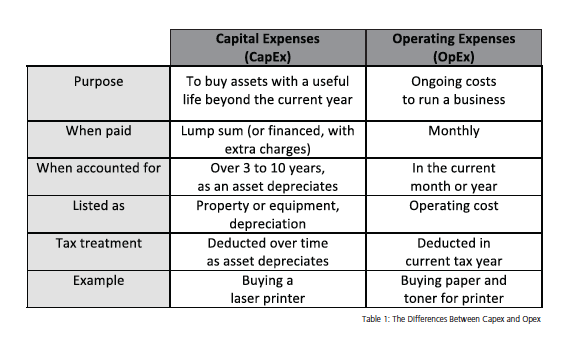 Capital Expenses
(CapEx)
Operating Expenses
(OpEx)
Purpose
To buy assets with a useful
life beyond the current year
Ongoing costs
to run a business
When paid
Lump sum (or financed, with
extra charges)
Monthly
When accounted for
Over 3 to 10 years,
as an asset depreciates
In the current
month or year
Listed as
Property or equipment,
depreciation
Operating cost
Tax treatment
Deducted over time
as asset depreciates
Deducted in
current tax year
Example
Buying a
laser printer
Buying paper and
toner for printer
Table 1: The Differences Between Capex and Opex